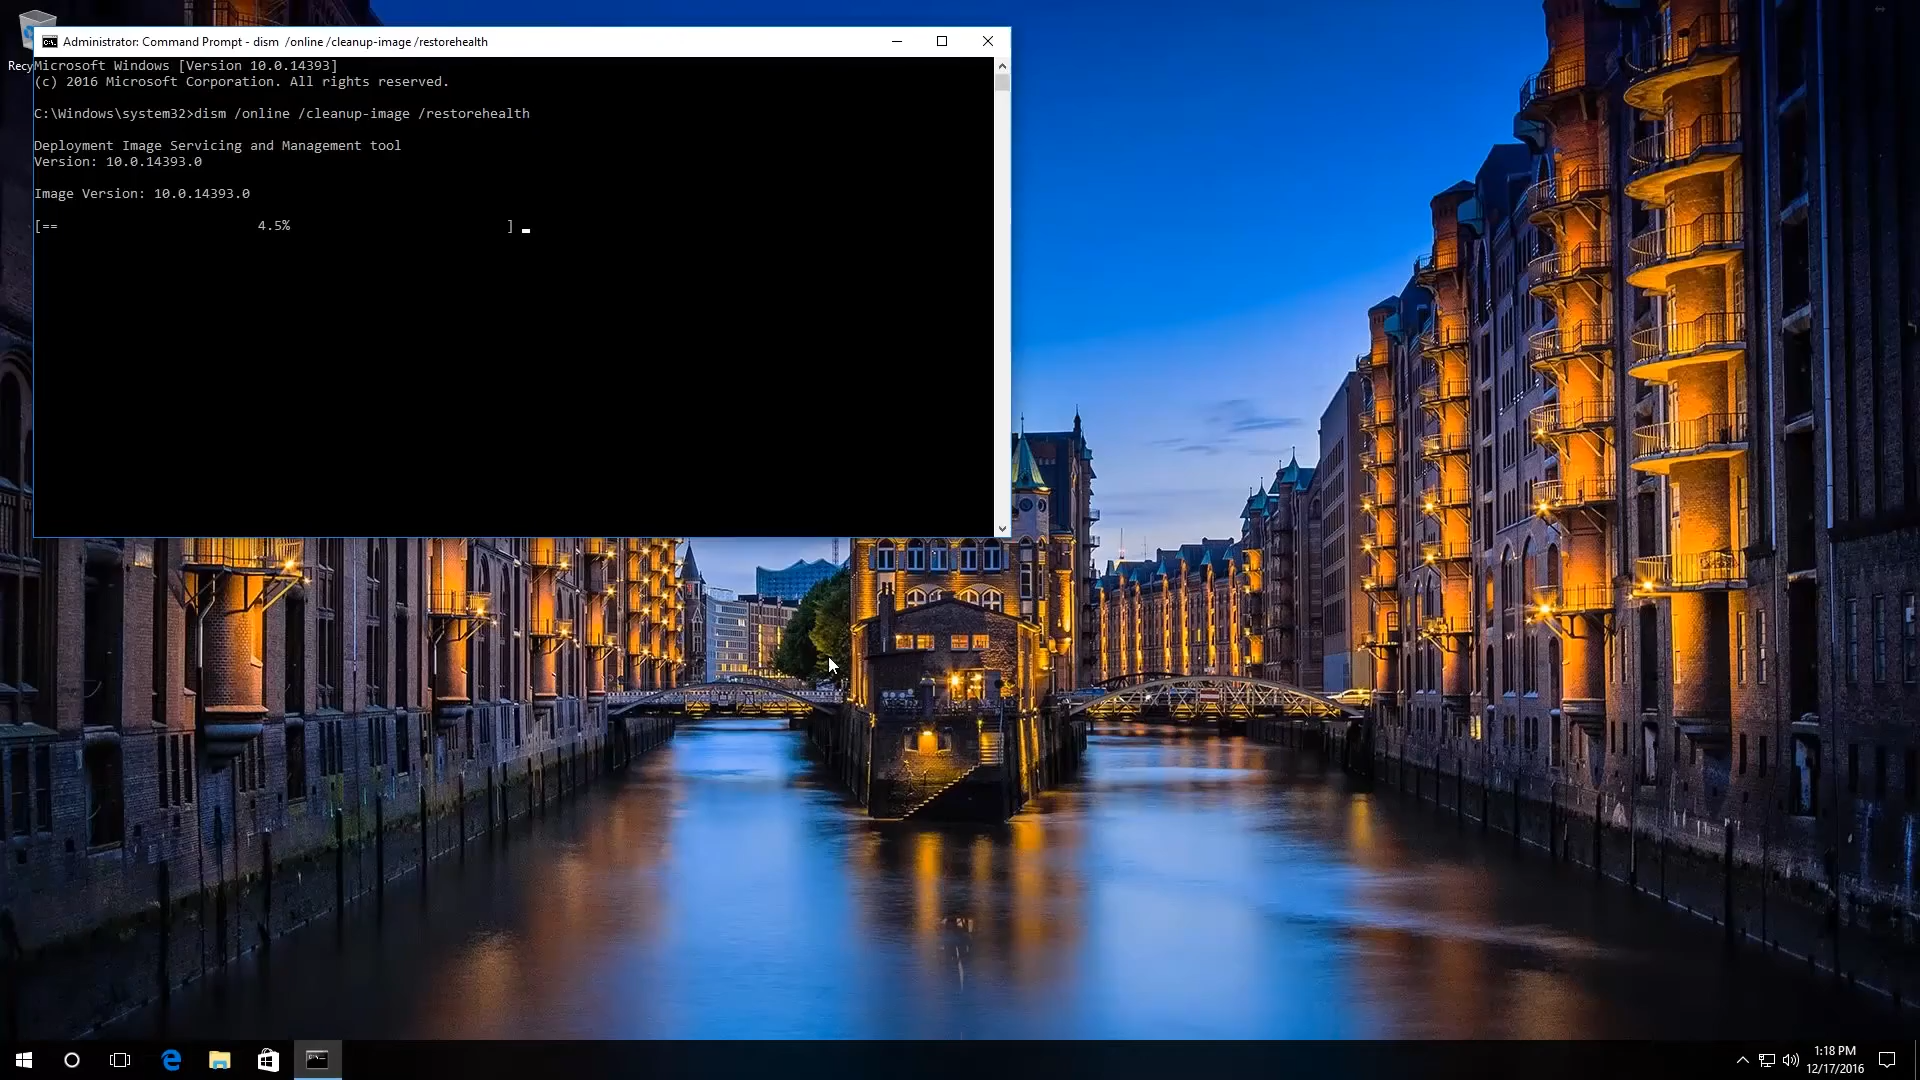 Administrator: Command Prompt - dism  /online /cleanup-image /restorehealth
Recy
Microsoft Windows [Version 10.0.14393]
(c) 2016 Microsoft Corporation. All rights reserved.
C:\Windows\system32>dism /online /cleanup-image /restorehealth
Deployment Image Servicing and Management tool
Version: 10.0.14393.0
Image Version: 10.0.14393.0
[==                         4.5%                           ]
1:18 PM
12/17/2016